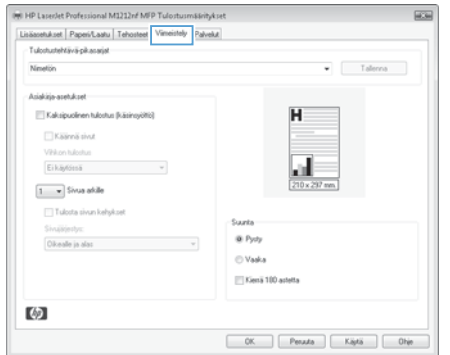 HP LaserJet Professional M1212nf MFP Tulostusmääritykset
Lisäasetukset Paperi/Laatu Tehosteet Viimeistely Palvelut
Tulostustehtävä-pikasarjat
Nimetön Tallenna
Asiakirja-asetukset
Kaksipuolinen tulostus (käsinsyöttö)
Käännä sivut
Vihkon tulostus
Ei käytössä
1 Sivua arkille
Tulosta sivun kehykset
Sivujärjestys:
Oikealle ja alas
H
210 x 297 mm.
Suunta
Pysty
Vaaka
Kierrä 180 astetta
hp
OK Peruuta Käytä Ohje